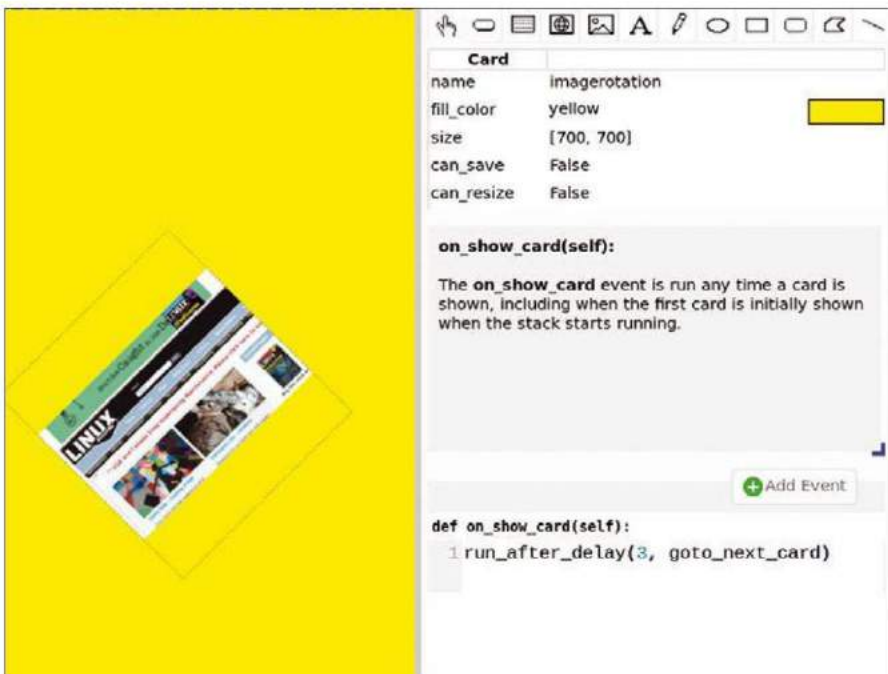 A
Card
name imagerotation
fill_color yellow
size [700, 700]
can_save False
can_resize False
on_show_card(self):
The on_show_card event is run any time a card is
shown, including when the first card is initially shown
when the stack starts running.
Add Event
def on_show_card(self):
1 run_after_delay(3, goto_next_card)
LINUX